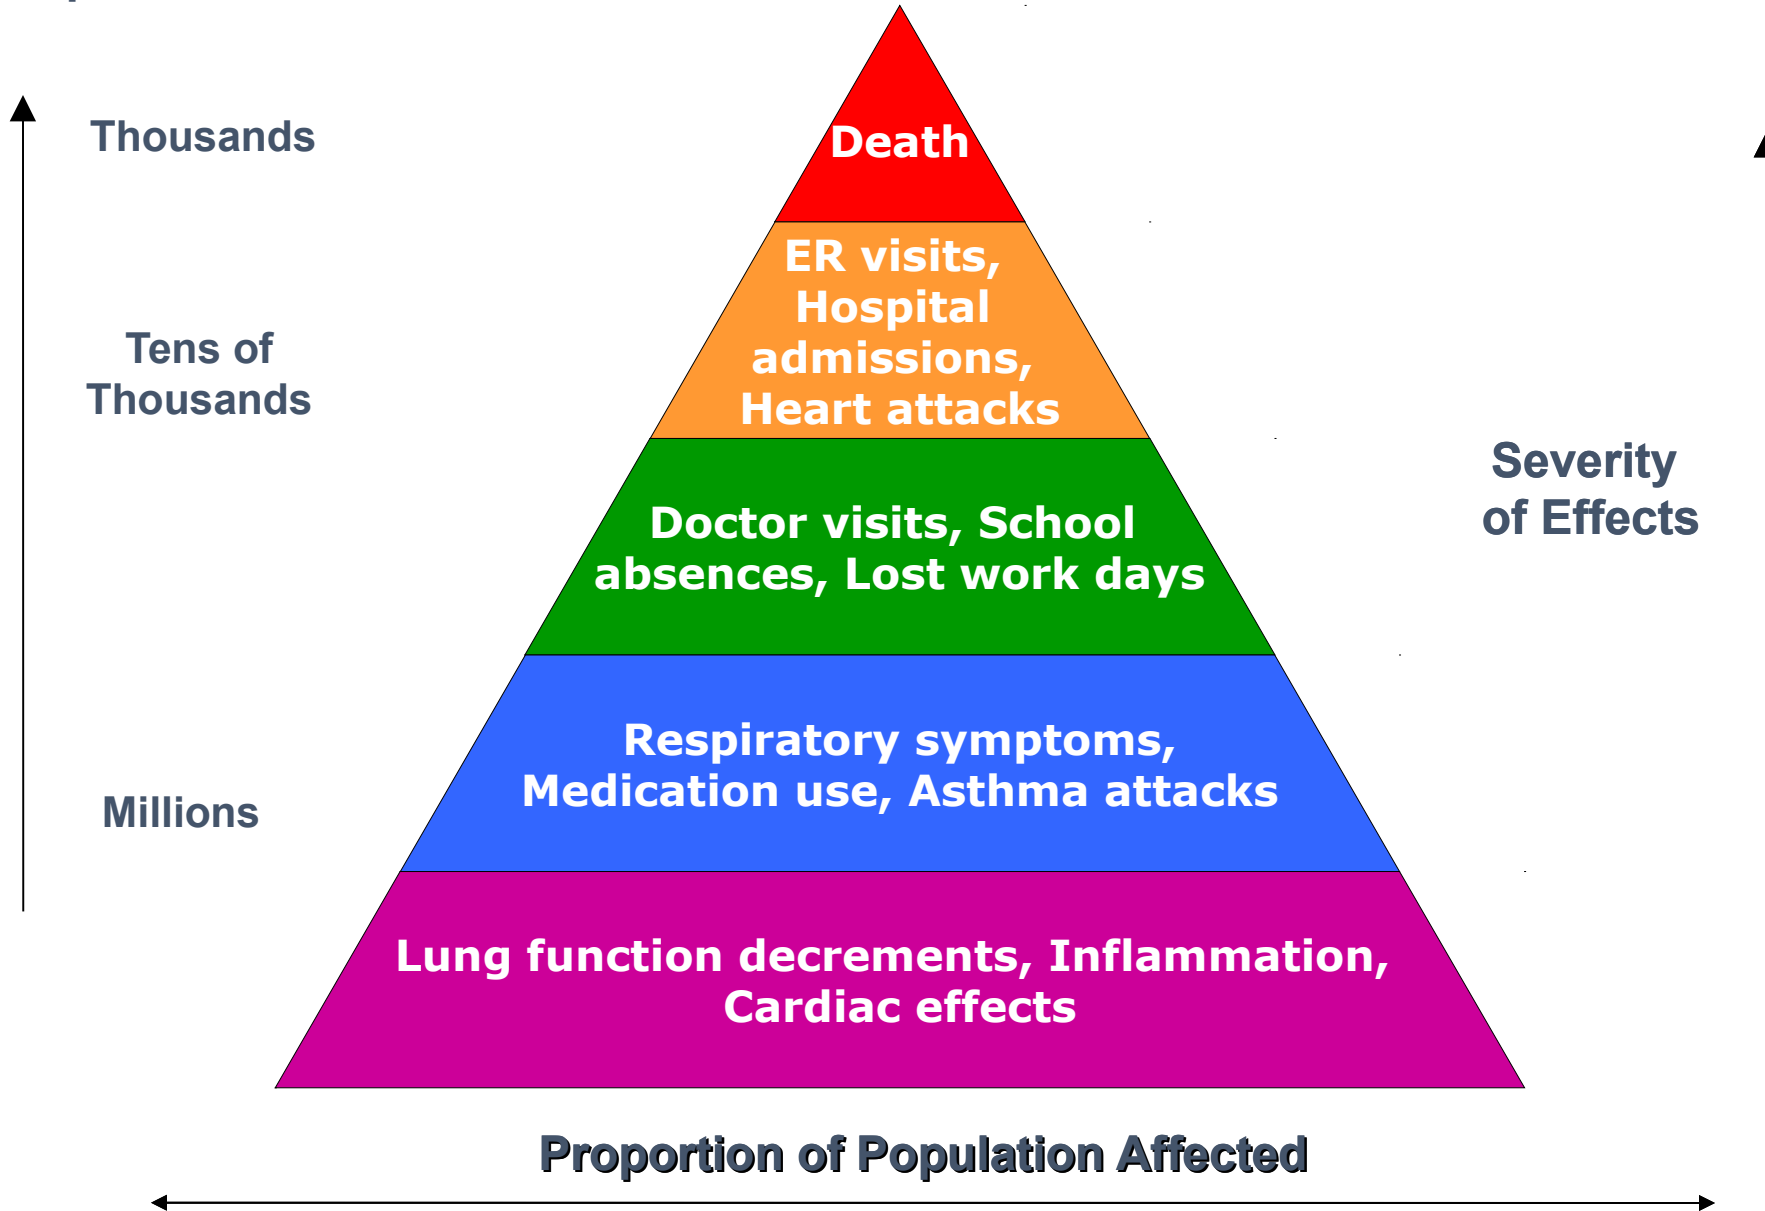 Thousands
Death
ER visits,
Hospital
admissions,
Heart attacks
Tens of
Thousands
Severity
of Effects
Doctor visits, School
absences, Lost work days
Respiratory symptoms,
Medication use, Asthma attacks
Millions
Lung function decrements, Inflammation,
Cardiac effects
Proportion of Population Affected